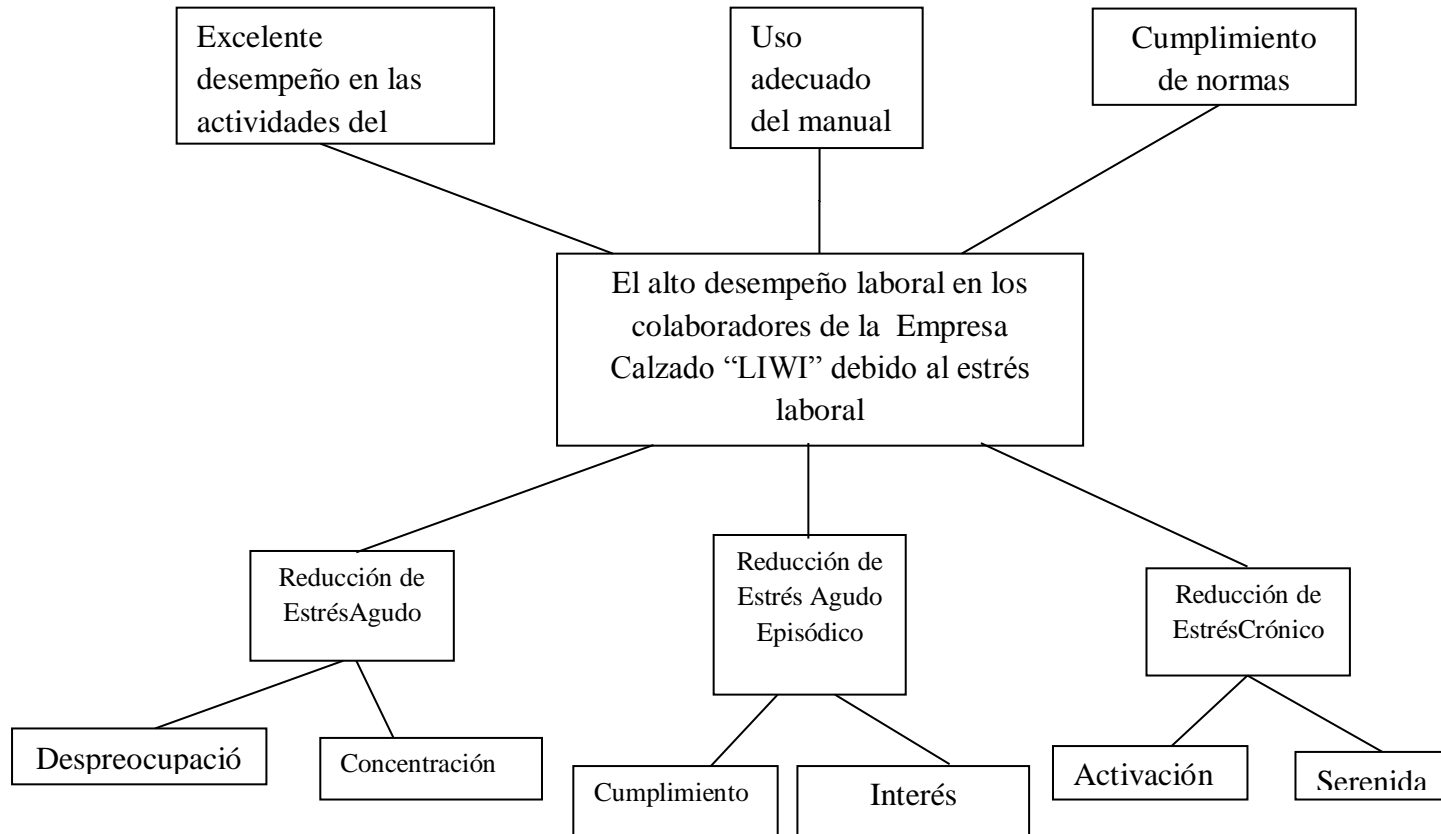 Excelente
desempeño en las
actividades del
Uso
adecuado
del manual
Cumplimiento
de normas
El alto desempeño laboral en los
colaboradores de la Empresa
Calzado “LIWI” debido al estrés
laboral
Reducción de
EstrésAgudo
Reducción de
Estrés Agudo
Episódico
Reducción de
EstrésCrónico
Despreocupació
Concentración
Cumplimiento
Interés
Activación
Serenida